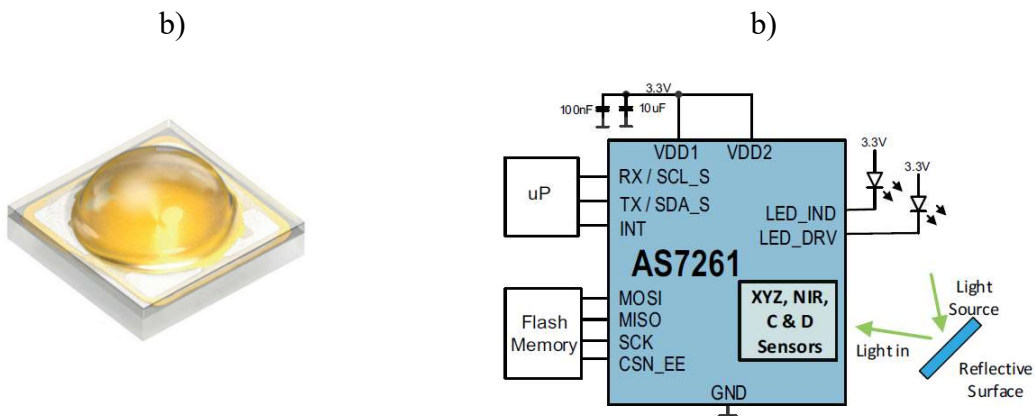 b)
b)
3.3V
100nF
10uF
VDD1
VDD2
3.3V
3.3V
uP
RX / SCL_S
TX / SDA_S
INT
LED_IND
LED_DRV
AS7261
Flash
Memory
MOSI
MISO
SCK
CSN_EE
XYZ, NIR,
C & D
Sensors
Light
Source
Light in
Reflective
Surface
GND